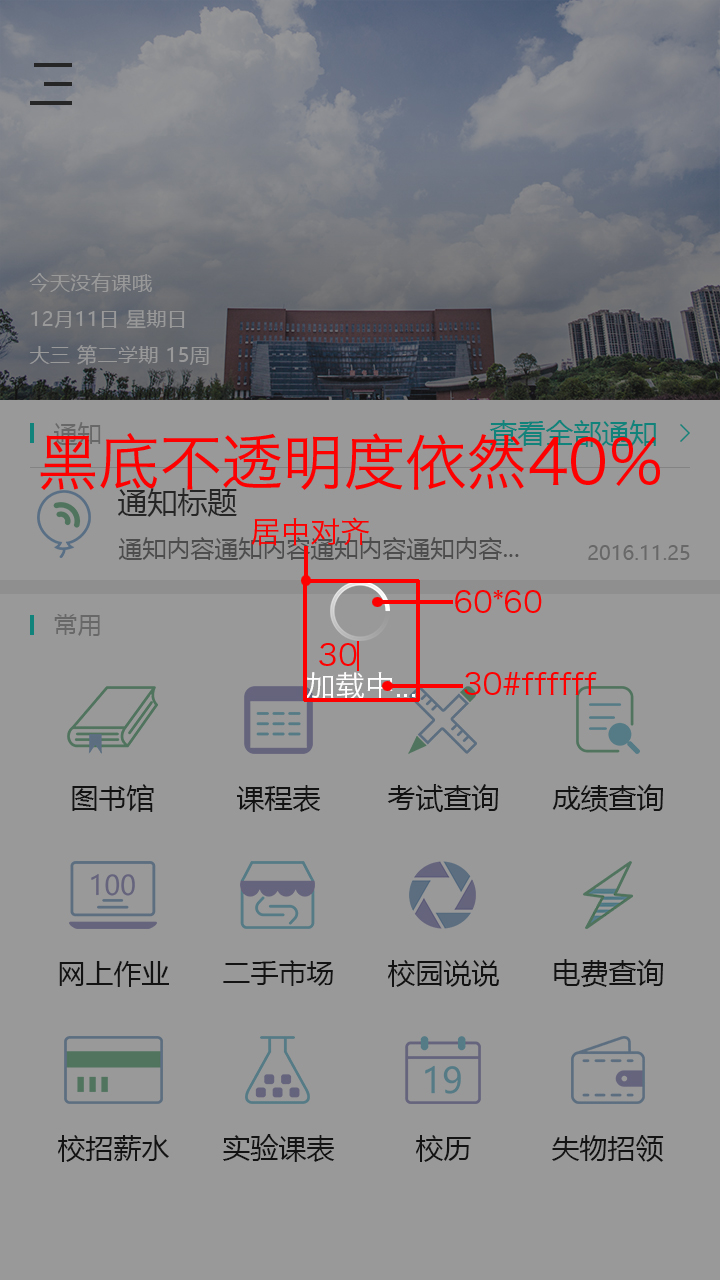 今天没有课哦
12月11日 星期日
大三 第二学期 15周
通知
查看全部通知
黑底不透明度依然40%
通知标题
居中对齐
通知内容通知内容通知内容通知内容...
2016.11.25
60*60
常用
30
加载中...
30#ffffff
图书馆 课程表 考试查询 成绩查询
100
网上作业 二手市场 校园说说 电费查询
19
校招薪水 实验课表 校历 失物招领